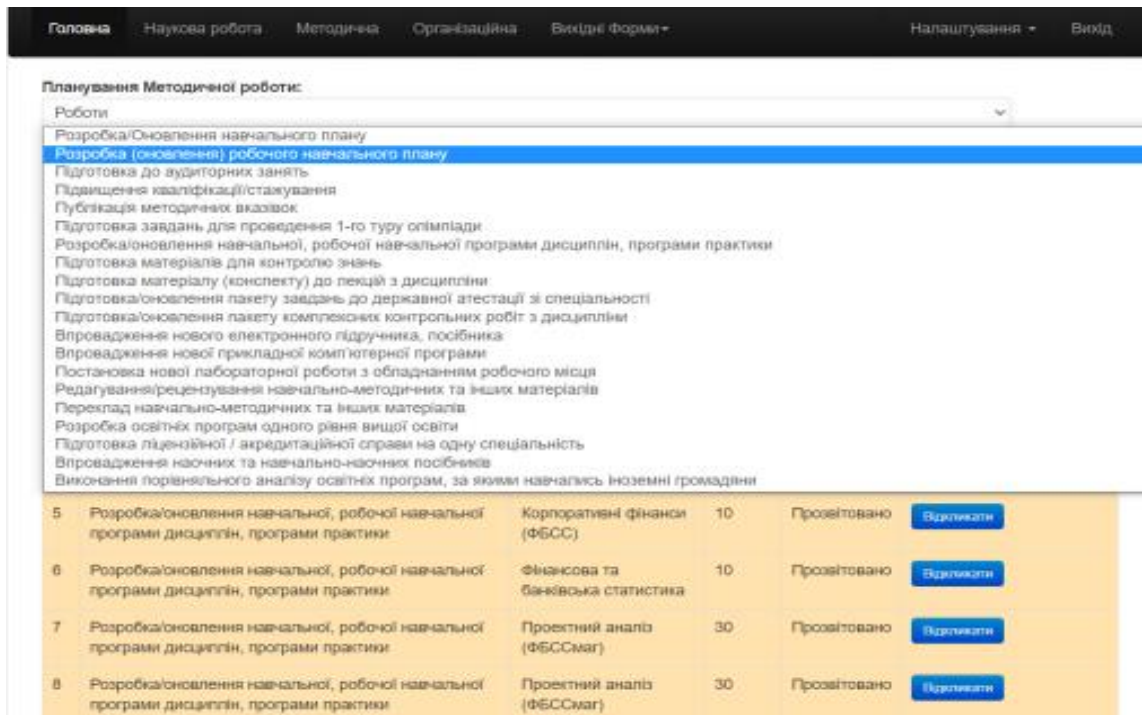 Головна Наукова робота Методична Організаційна Вихідні Форми Налаштування Вихід
Планування Методичної роботи:
Роботи
Розробка/Оновлення навчального плану
Розробка (оновлення) робочого навчального плану
Підготовка до аудиторних занять
Підвищення кваліфікації/стажування
Публікація методичних вказівок
Підготовка завдань для проведення 1-го туру олімпіади
Розробка/оновлення навчальної, робочої навчальної програми дисциплін, програми практики
Підготовка матеріалів для контролю знань
Підготовка матеріалу (конспекту) до лекцій з дисципліни
Підготовка/оновлення пакету завдань до державної атестації зі спеціальності
Підготовка/оновлення пакету комплексних контрольних робіт з дисципліни
Впровадження нового електронного підручника, посібника
Впровадження нової прикладної комп'ютерної програми
Постановка нової лабораторної роботи з обладнанням робочого місця
Редагування/рецензування навчально-методичних та інших матеріалів
Переклад навчально-методичних та інших матеріалів
Розробка освітніх програм одного рівня вищої освіти
Підготовка ліцензійної / акредитаційної справи на одну спеціальність
Впровадження наочних та навчально-наочних посібників
Виконання порівняльного аналізу освітніх програм, за якими навчались іноземні громадяни
5 Розробка/оновлення навчальної, робочої навчальної Корпоративні фінанси 10 Прозвітовано Відкликати
програми дисциплін, програми практики (ФБСС)
6 Розробка/оновлення навчальної, робочої навчальної Фінансова та 10 Прозвітовано Відкликати
програми дисциплін, програми практики банківська статистика
7 Розробка/оновлення навчальної, робочої навчальної Проектний аналіз 30 Прозвітовано Відкликати
програми дисциплін, програми практики (ФБССмаг)
8 Розробка/оновлення навчальної, робочої навчальної Проектний аналіз 30 Прозвітовано Відкликати
програми дисциплін, програми практики (ФБССмаг)